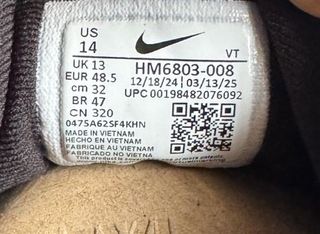 US
14
VT
UK 13
EUR 48.5
cm 32
BR 47
CN 320
HM6803-008
12/18/24 | 03/13/25
UPC 00198482076092
0475A62SF4KHN
MADE IN VIETNAM
HECHO EN VIETNAM
FABRIQUE AU VIETNAM
FABRICADO NO VIETNA